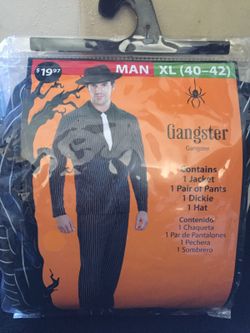 $19.97
MAN XL (40-42)
Gangster
Gangster
Contains
1 Jacket
1 Pair of Pants
1 Dickie
1 Hat
Contenido
1 Chaqueta
1 Par de Pantalones
1 Pechera
1 Sombrero